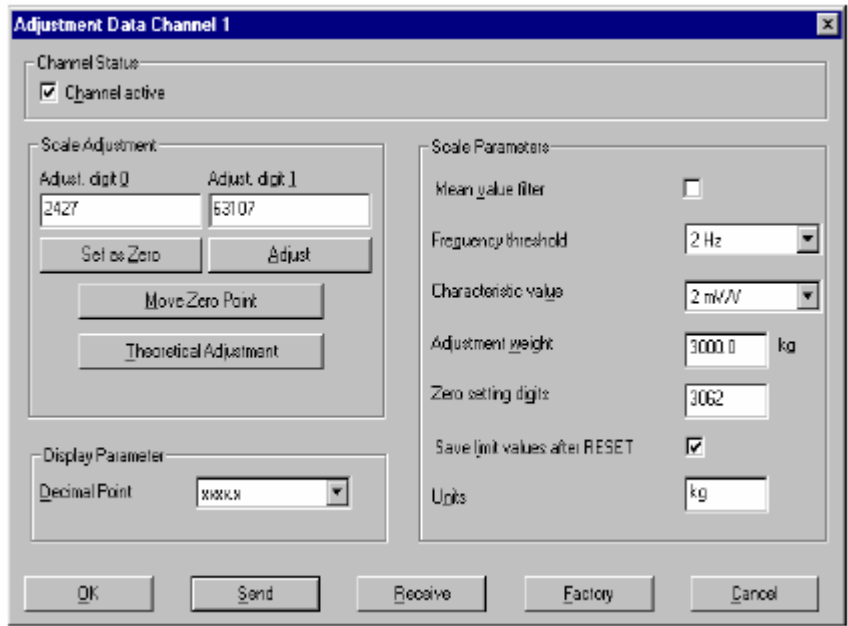 Adjustment Data Channel 1
Channel Status
Channel active
Scale Adjustment
Adjust. digit 0
Adjust. digit 1
2427
63107
Set as Zero
Adjust
Move Zero Point
Theoretical Adjustment
Display Parameter
Decimal Point
xxxx.x
Scale Parameters
Mean value filter
Frequency threshold
2 Hz
Characteristic value
2 mV/V
Adjustment weight
3000.0
kg
Zero setting digits
3062
Save limit values after RESET
Units
kg
OK
Send
Receive
Factory
Cancel